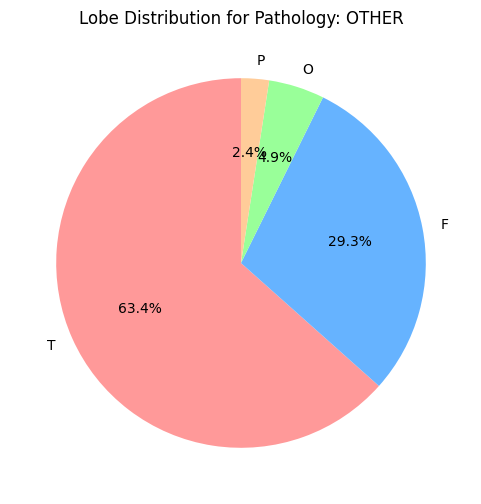 Lobe Distribution for Pathology: OTHER
P
O
2.4%
4.9%
F
29.3%
63.4%
T